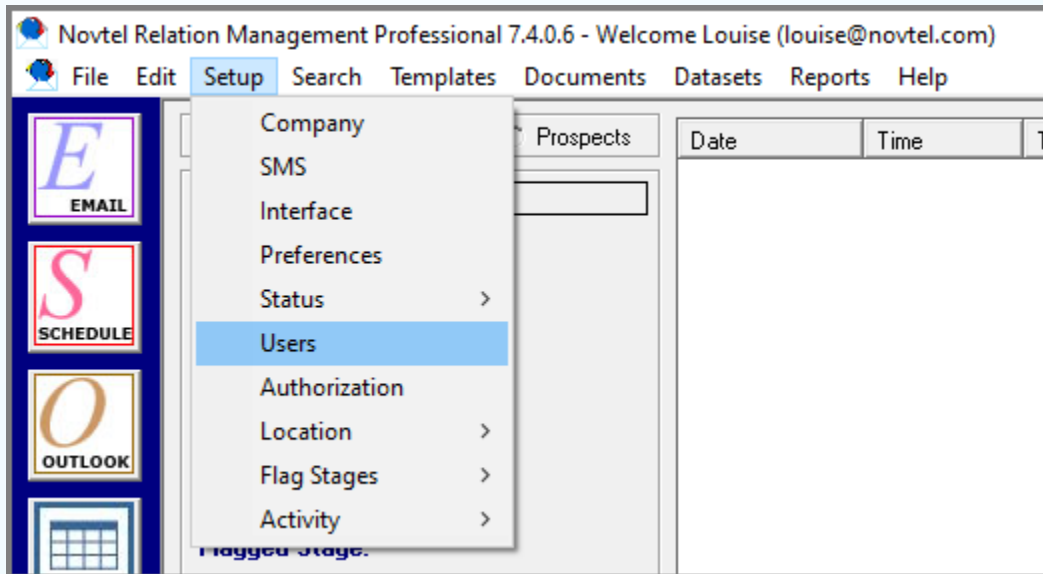 Novtel Relation Management Professional 7.4.0.6 - Welcome Louise (louise@novtel.com)
File Edit Setup Search Templates Documents Datasets Reports Help
E
EMAIL
S
SCHEDULE
O
OUTLOOK
Company
SMS
Interface
Preferences
Status >
Users
Authorization
Location >
Flag Stages >
Activity >
Prospects
Date Time
Flagged Stage: